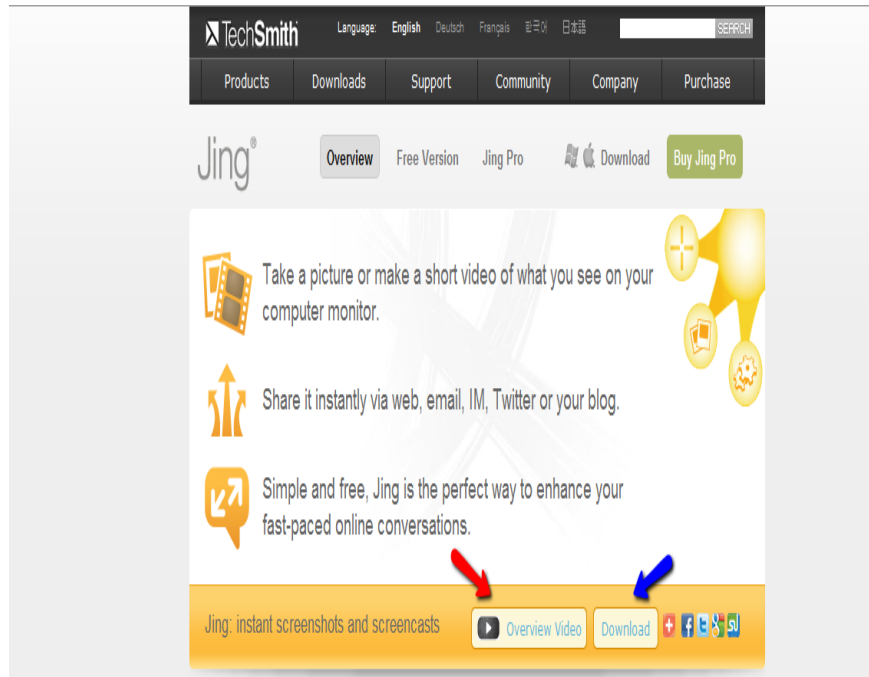 TechSmith
Language: English Deutsch Français 한국어 日本語
SEARCH
Products Downloads Support Community Company Purchase
Jing®
Overview Free Version Jing Pro Download Buy Jing Pro
Take a picture or make a short video of what you see on your
computer monitor.
Share it instantly via web, email, IM, Twitter or your blog.
Simple and free, Jing is the perfect way to enhance your
fast-paced online conversations.
Jing: instant screenshots and screencasts Overview Video Download